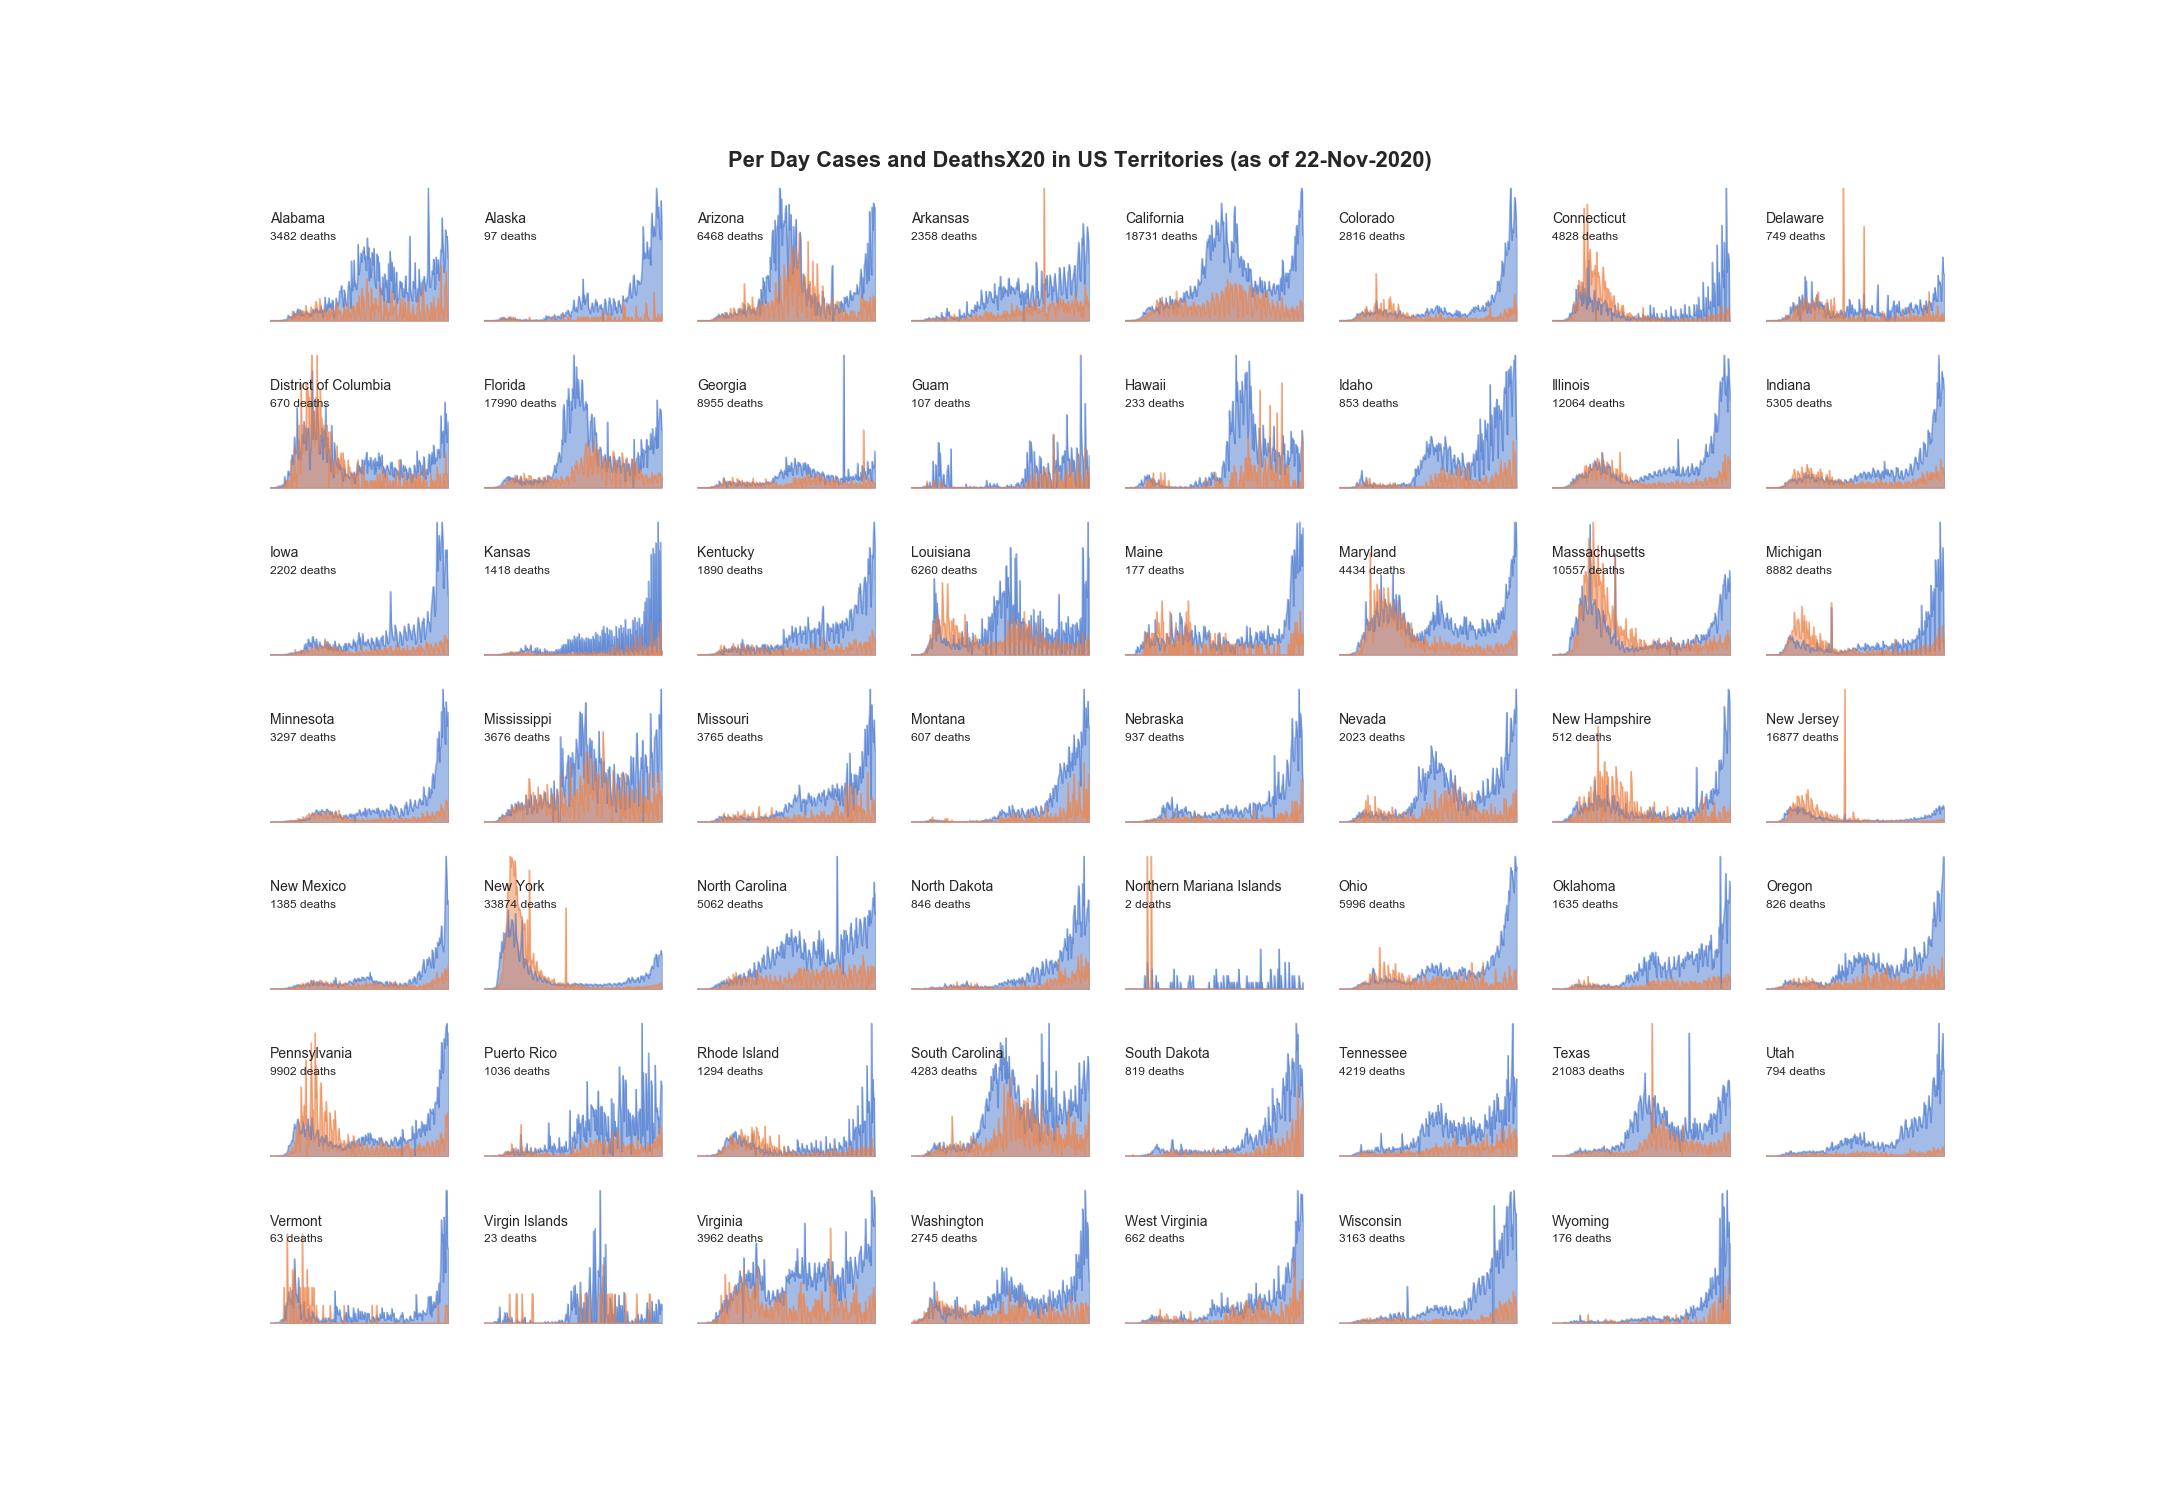 Per Day Cases and DeathsX20 in US Territories (as of 22-Nov-2020)
Alabama
3482 deaths
Alaska
97 deaths
Arizona
6468 deaths
Arkansas
2358 deaths
California
18731 deaths
Colorado
2816 deaths
Connecticut
4828 deaths
Delaware
749 deaths
District of Columbia
670 deaths
Florida
17990 deaths
Georgia
8955 deaths
Guam
107 deaths
Hawaii
233 deaths
Idaho
853 deaths
Illinois
12064 deaths
Indiana
5305 deaths
Iowa
2202 deaths
Kansas
1418 deaths
Kentucky
1890 deaths
Louisiana
6260 deaths
Maine
177 deaths
Maryland
4434 deaths
Massachusetts
10557 deaths
Michigan
8882 deaths
Minnesota
3297 deaths
Mississippi
3676 deaths
Missouri
3765 deaths
Montana
607 deaths
Nebraska
937 deaths
Nevada
2023 deaths
New Hampshire
512 deaths
New Jersey
16877 deaths
New Mexico
1385 deaths
New York
33874 deaths
North Carolina
5062 deaths
North Dakota
846 deaths
Northern Mariana Islands
2 deaths
Ohio
5996 deaths
Oklahoma
1635 deaths
Oregon
826 deaths
Pennsylvania
9902 deaths
Puerto Rico
1036 deaths
Rhode Island
1294 deaths
South Carolina
4283 deaths
South Dakota
819 deaths
Tennessee
4219 deaths
Texas
21083 deaths
Utah
794 deaths
Vermont
63 deaths
Virgin Islands
23 deaths
Virginia
3962 deaths
Washington
2745 deaths
West Virginia
662 deaths
Wisconsin
3163 deaths
Wyoming
176 deaths